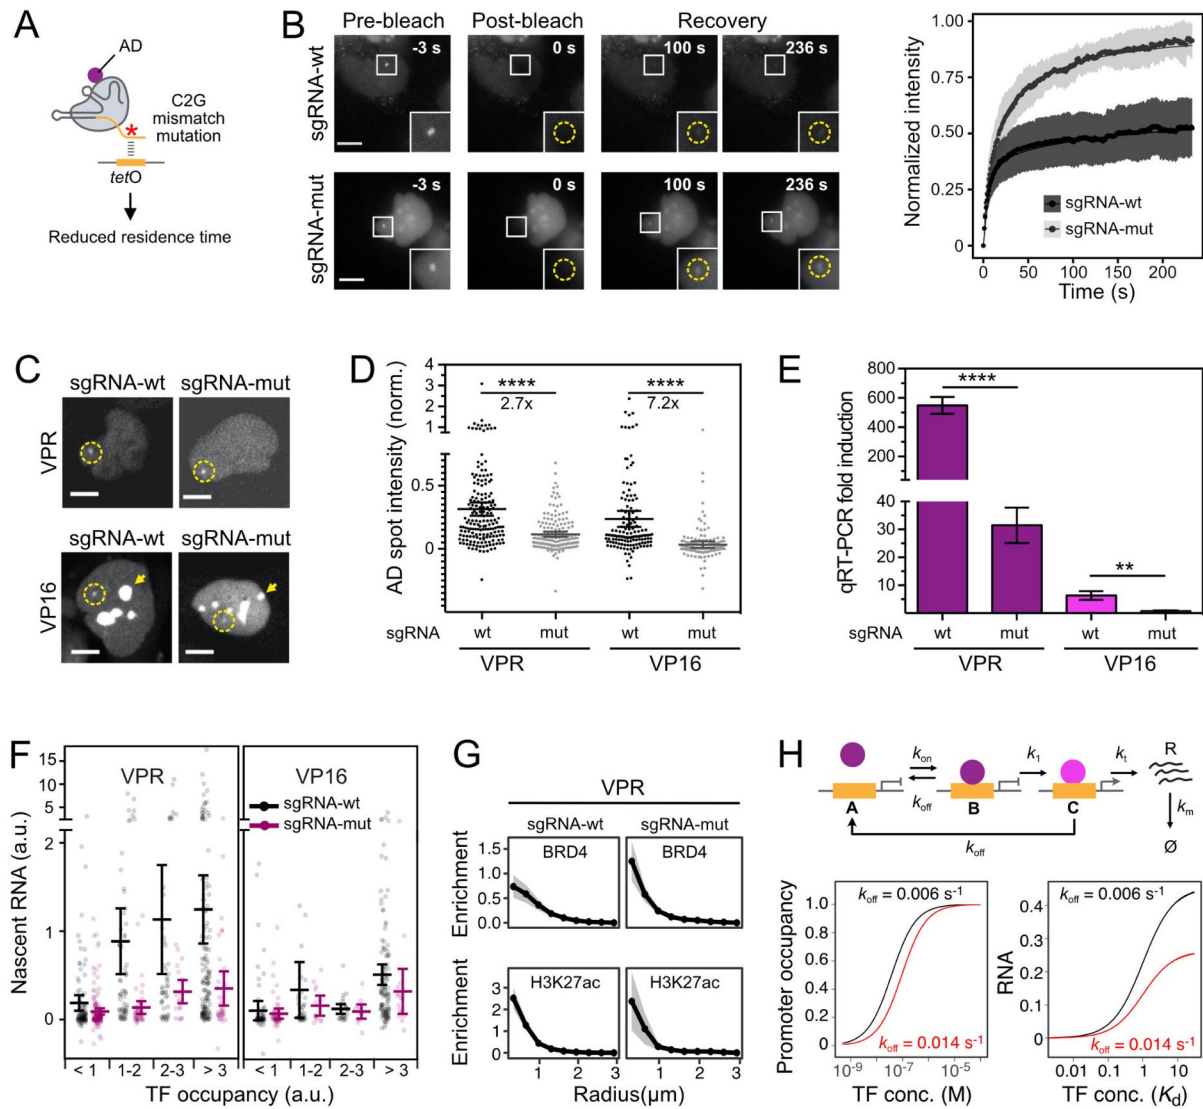 A
AD
C2G
mismatch
mutation
*
tetO
Reduced residence time
B
Pre-bleach Post-bleach Recovery
sgRNA-wt
-3 s 0 s 100 s 236 s
sgRNA-mut
-3 s 0 s 100 s 236 s
Normalized intensity
1.00
0.75
0.50
0.25
0
sgRNA-wt
sgRNA-mut
0 50 100 150 200
Time (s)
C
sgRNA-wt sgRNA-mut
VPR
sgRNA-wt sgRNA-mut
VP16
D
AD spot intensity (norm.)
4
3
2
1
0.5
0
**** ****
2.7x 7.2x
sgRNA wt mut wt mut
VPR VP16
E
qRT-PCR fold induction
800
600
400
200
40
30
20
10
0
****
**
sgRNA wt mut wt mut
VPR VP16
F
Nascent RNA (a.u.)
15
10
5
2
1
0
VPR VP16
sgRNA-wt
sgRNA-mut
< 1 1-2 2-3 > 3 < 1 1-2 2-3 > 3
TF occupancy (a.u.)
G
VPR
sgRNA-wt sgRNA-mut
Enrichment
1.5
1.0
0.5
0.0
BRD4 BRD4
Enrichment
3
2
1
0
H3K27ac H3K27ac
1 2 3 1 2 3
Radius(μm)
H
kon k1 kt R
koff
A B C
km
koff Ø
Promoter occupancy
1.0
0.8
0.6
0.4
0.2
0
koff = 0.006 s-1
koff = 0.014 s-1
10-9 10-7 10-5
TF conc. (M)
RNA
0.4
0.3
0.2
0.1
0.0
koff = 0.006 s-1
koff = 0.014 s-1
0.01 0.1 1 10
TF conc. (Kd)